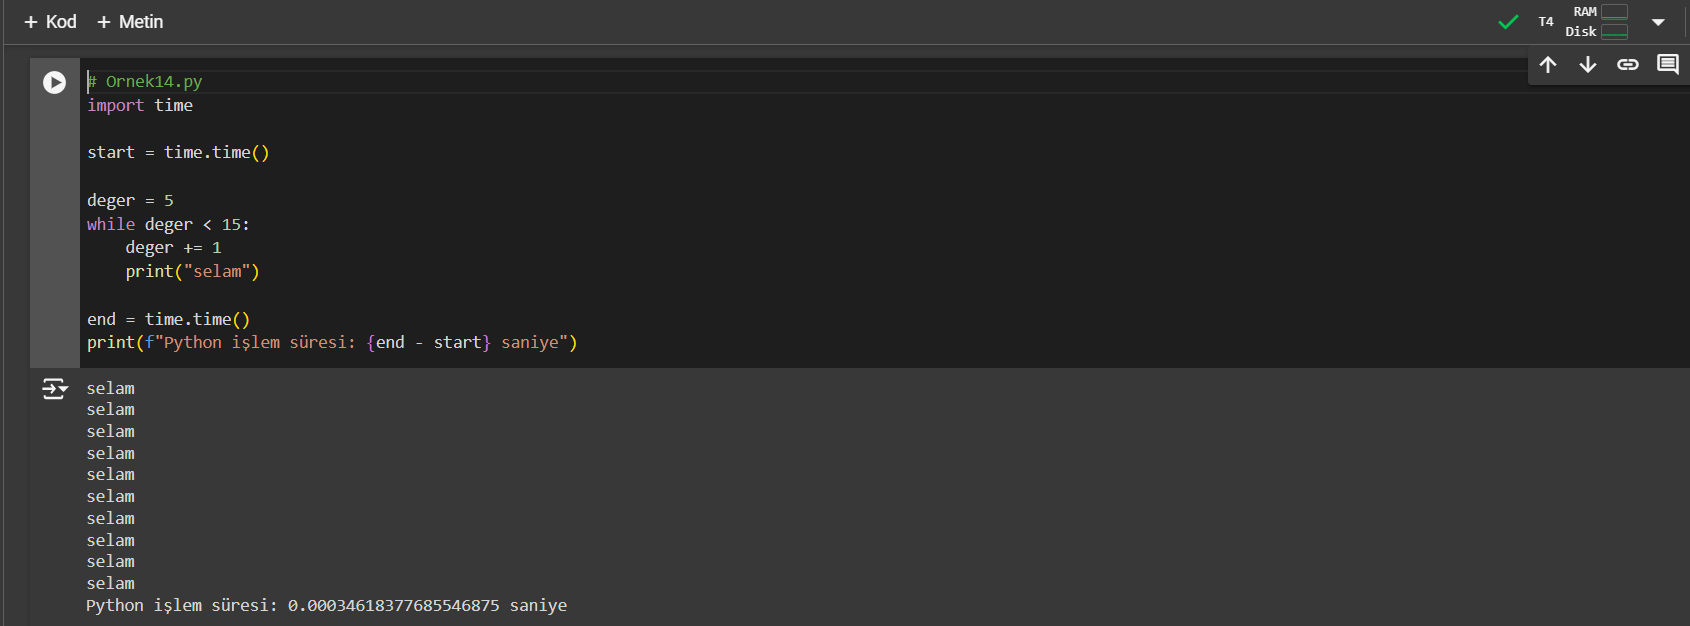 + Kod + Metin
T4
RAM
Disk
# Ornek14.py
import time
start = time.time()
deger = 5
while deger < 15:
    deger += 1
    print("selam")
end = time.time()
print(f"Python işlem süresi: {end - start} saniye")
selam
selam
selam
selam
selam
selam
selam
selam
selam
selam
Python işlem süresi: 0.00034618377685546875 saniye